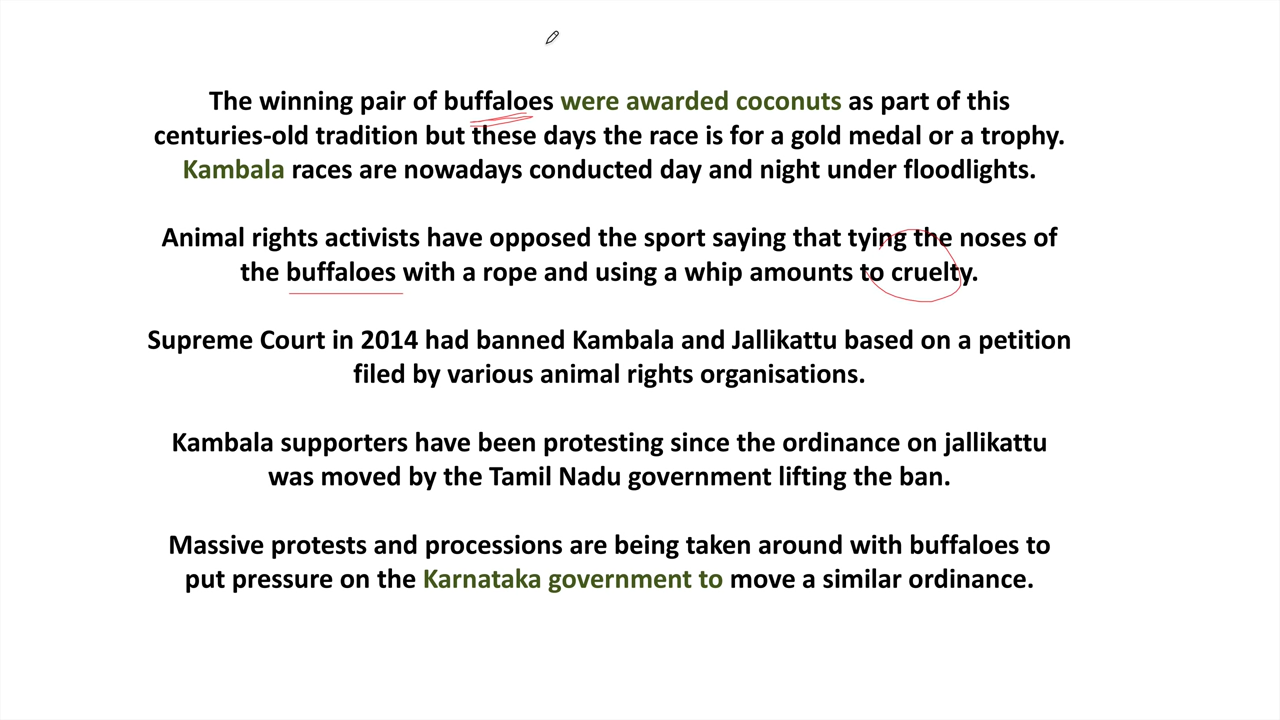 The winning pair of buffaloes were awarded coconuts as part of this
centuries-old tradition but these days the race is for a gold medal or a trophy.
Kambala races are nowadays conducted day and night under floodlights.
Animal rights activists have opposed the sport saying that tying the noses of
the buffaloes with a rope and using a whip amounts to cruelty.
Supreme Court in 2014 had banned Kambala and Jallikattu based on a petition
filed by various animal rights organisations.
Kambala supporters have been protesting since the ordinance on jallikattu
was moved by the Tamil Nadu government lifting the ban.
Massive protests and processions are being taken around with buffaloes to
put pressure on the Karnataka government to move a similar ordinance.